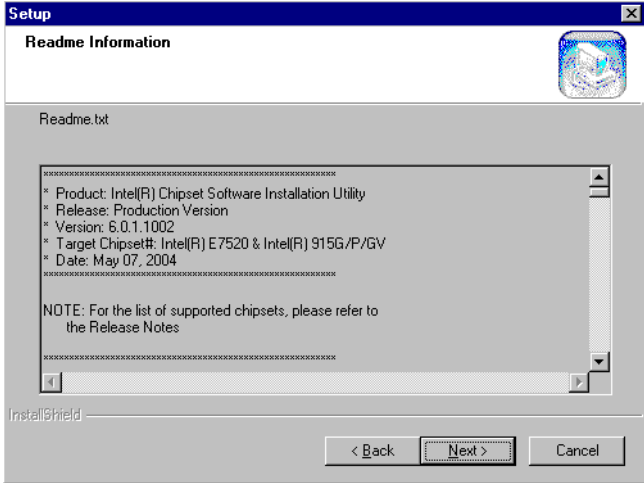 Setup
Readme Information
Readme.txt
******************************************************************
* Product: Intel(R) Chipset Software Installation Utility
* Release: Production Version
* Version: 6.0.1.1002
* Target Chipset#: Intel(R) E7520 & Intel(R) 915G/P/GV
* Date: May 07, 2004
******************************************************************
NOTE: For the list of supported chipsets, please refer to
the Release Notes
******************************************************************
InstallShield
< Back
Next >
Cancel